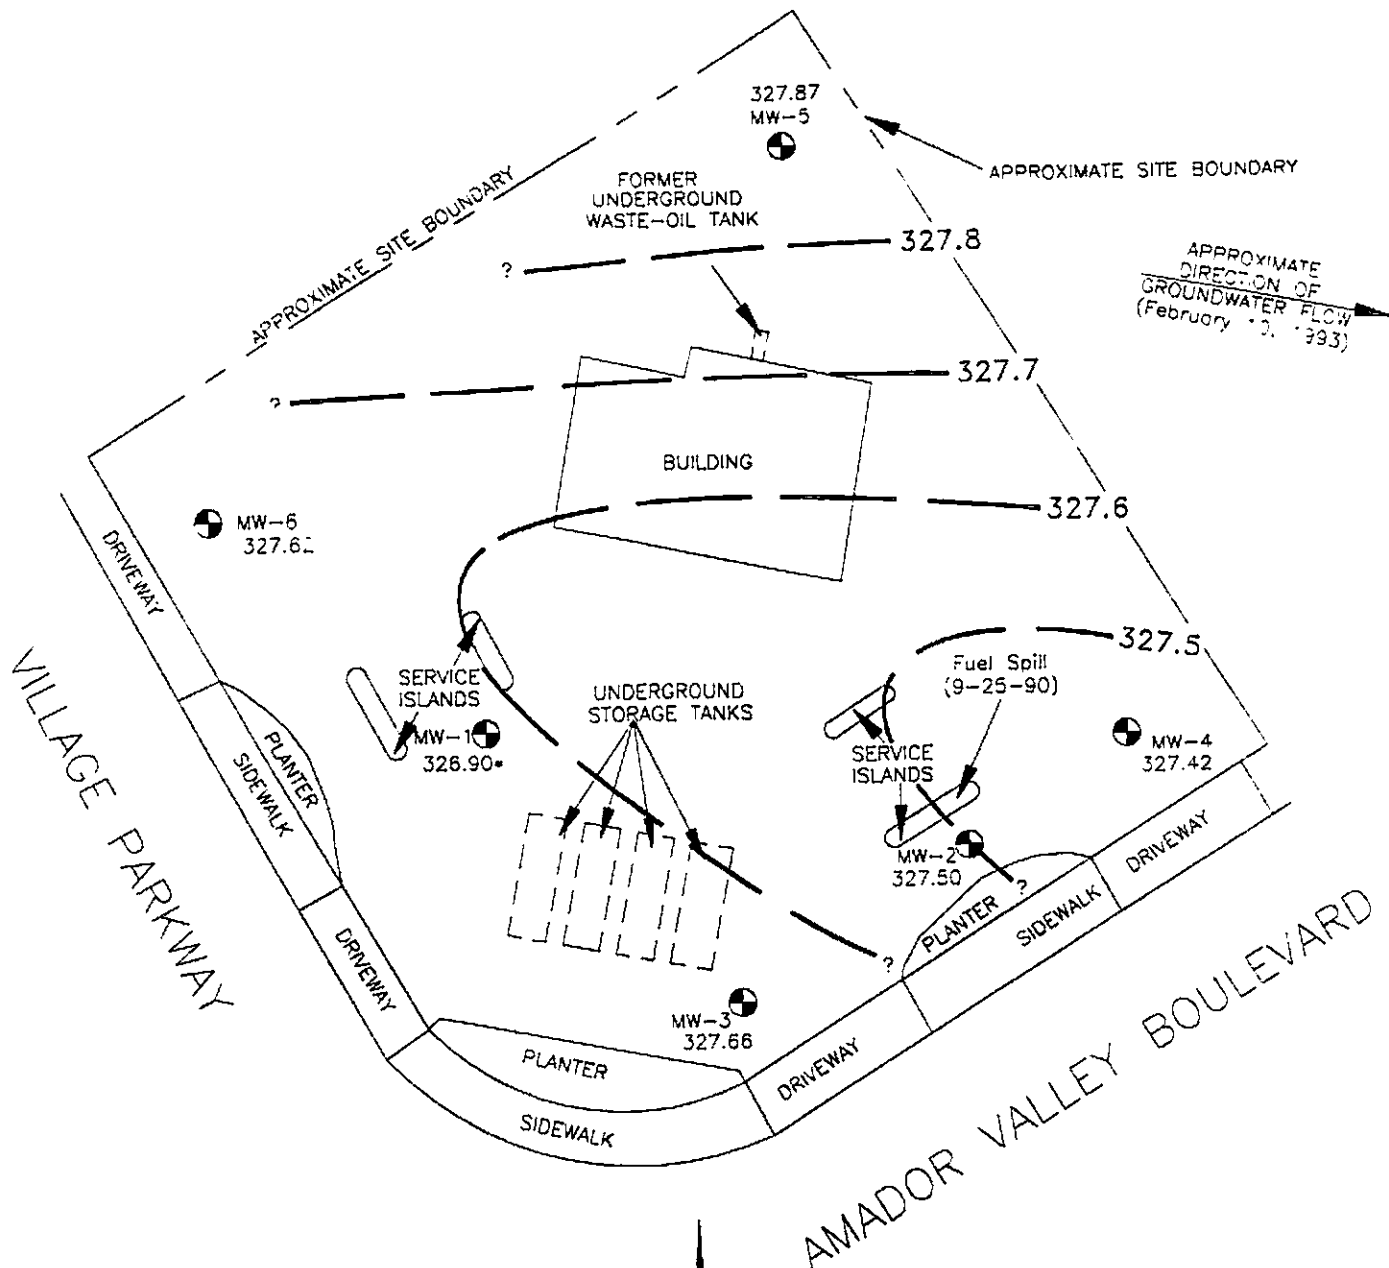 327.87
MW-5
APPROXIMATE SITE BOUNDARY
APPROXIMATE SITE BOUNDARY
FORMER
UNDERGROUND
WASTE-OIL TANK
327.8
?
APPROXIMATE
DIRECTION OF
GROUNDWATER FLOW
(February 1993)
327.7
?
BUILDING
327.6
MW-6
327.6
DRIVEWAY
327.5
Fuel Spill
(9-25-90)
SERVICE
ISLANDS
UNDERGROUND
STORAGE TANKS
MW-1
326.90*
SERVICE
ISLANDS
MW-4
327.42
PLANTER
SIDEWALK
MW-2
327.50
?
DRIVEWAY
PLANTER
SIDEWALK
?
DRIVEWAY
MW-3
327.66
PLANTER
DRIVEWAY
SIDEWALK
VILLAGE PARKWAY
AMADOR VALLEY BOULEVARD